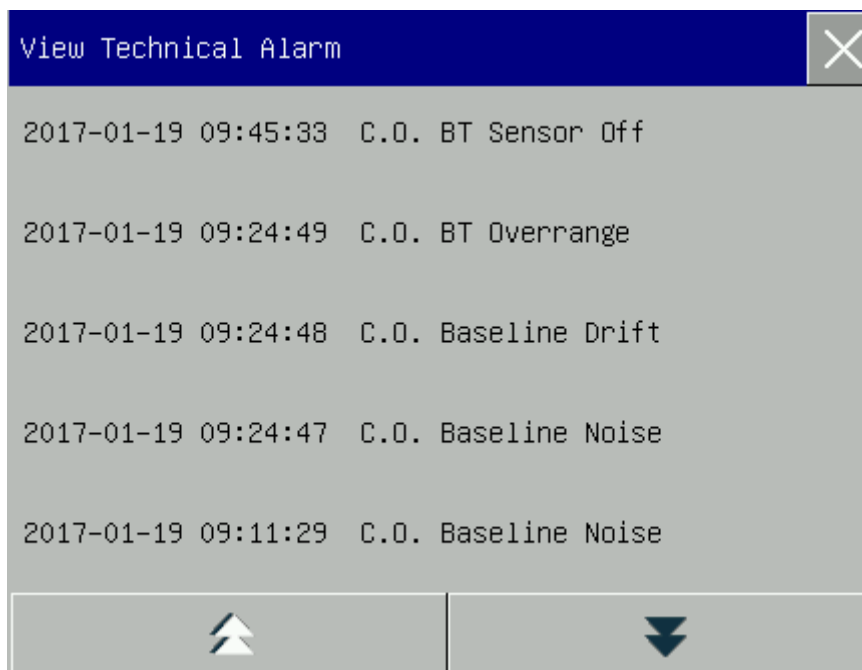 View Technical Alarm
2017-01-19 09:45:33 C.O. BT Sensor Off
2017-01-19 09:24:49 C.O. BT Overrange
2017-01-19 09:24:48 C.O. Baseline Drift
2017-01-19 09:24:47 C.O. Baseline Noise
2017-01-19 09:11:29 C.O. Baseline Noise